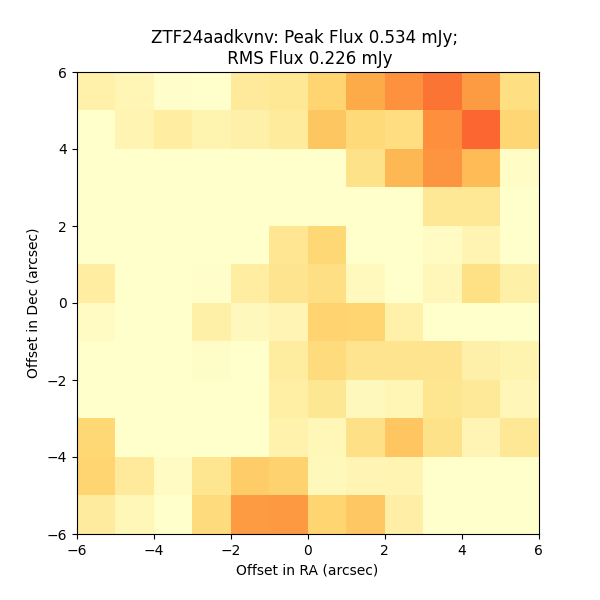 ZTF24aadkvnv: Peak Flux 0.534 mJy;
RMS Flux 0.226 mJy
6
4
2
0
−2
−4
−6
Offset in Dec (arcsec)
−6 −4 −2 0 2 4 6
Offset in RA (arcsec)